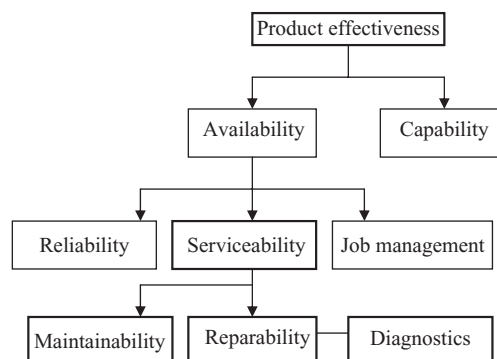 Product effectiveness
Availability
Capability
Reliability
Serviceability
Job management
Maintainability
Reparability
Diagnostics